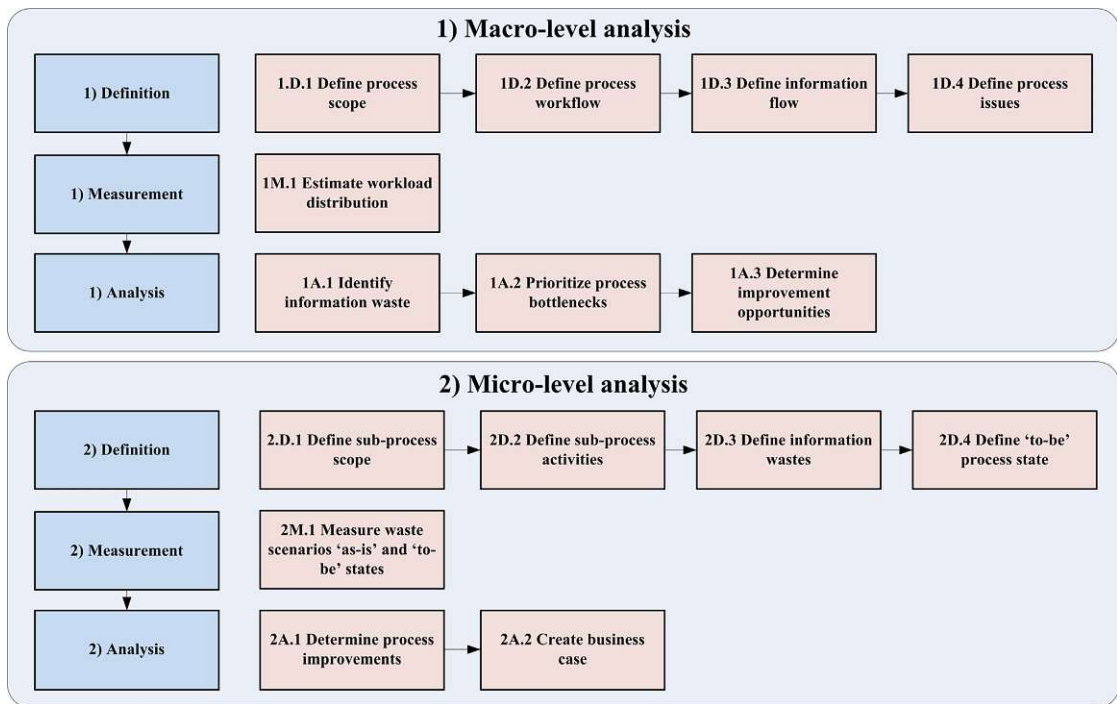 1) Macro-level analysis
1) Definition
1.D.1 Define process
scope
1D.2 Define process
workflow
1D.3 Define information
flow
1D.4 Define process
issues
1) Measurement
1M.1 Estimate workload
distribution
1) Analysis
1A.1 Identify
information waste
1A.2 Prioritize process
bottlenecks
1A.3 Determine
improvement
opportunities
2) Micro-level analysis
2) Definition
2.D.1 Define sub-process
scope
2D.2 Define sub-process
activities
2D.3 Define information
wastes
2D.4 Define ‘to-be’
process state
2) Measurement
2M.1 Measure waste
scenarios ‘as-is’ and ‘to-
be’ states
2) Analysis
2A.1 Determine process
improvements
2A.2 Create business
case